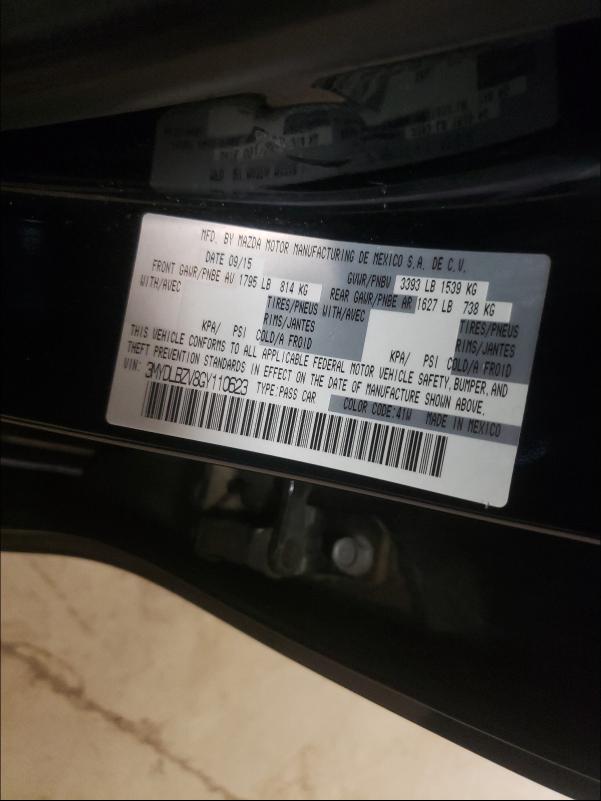 MFD. BY MAZDA MOTOR MANUFACTURING DE MEXICO S.A. DE C.V.
DATE 09/15 GVWR/PNBV 3393 LB 1539 KG
FRONT GAWR/PNBE AV 1795 LB 814 KG REAR GAWR/PNBE AR 1627 LB 738 KG
WITH/AVEC TIRES/PNEUS WITH/AVEC TIRES/PNEUS
RIMS/JANTES RIMS/JANTES
KPA/ PSI COLD/A FROID KPA/ PSI COLD/A FROID
THIS VEHICLE CONFORMS TO ALL APPLICABLE FEDERAL MOTOR VEHICLE SAFETY, BUMPER, AND
THEFT PREVENTION STANDARDS IN EFFECT ON THE DATE OF MANUFACTURE SHOWN ABOVE.
VIN: 3MYDLBZV8GY110623 TYPE:PASS CAR
COLOR CODE:41W MADE IN MEXICO